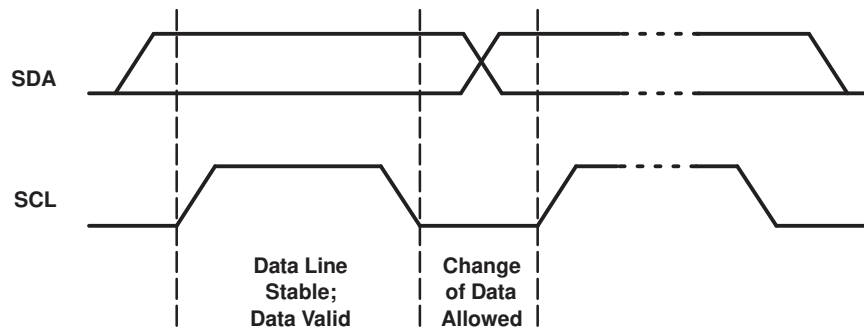 SDA
SCL
Data Line
Stable;
Data Valid
Change
of Data
Allowed